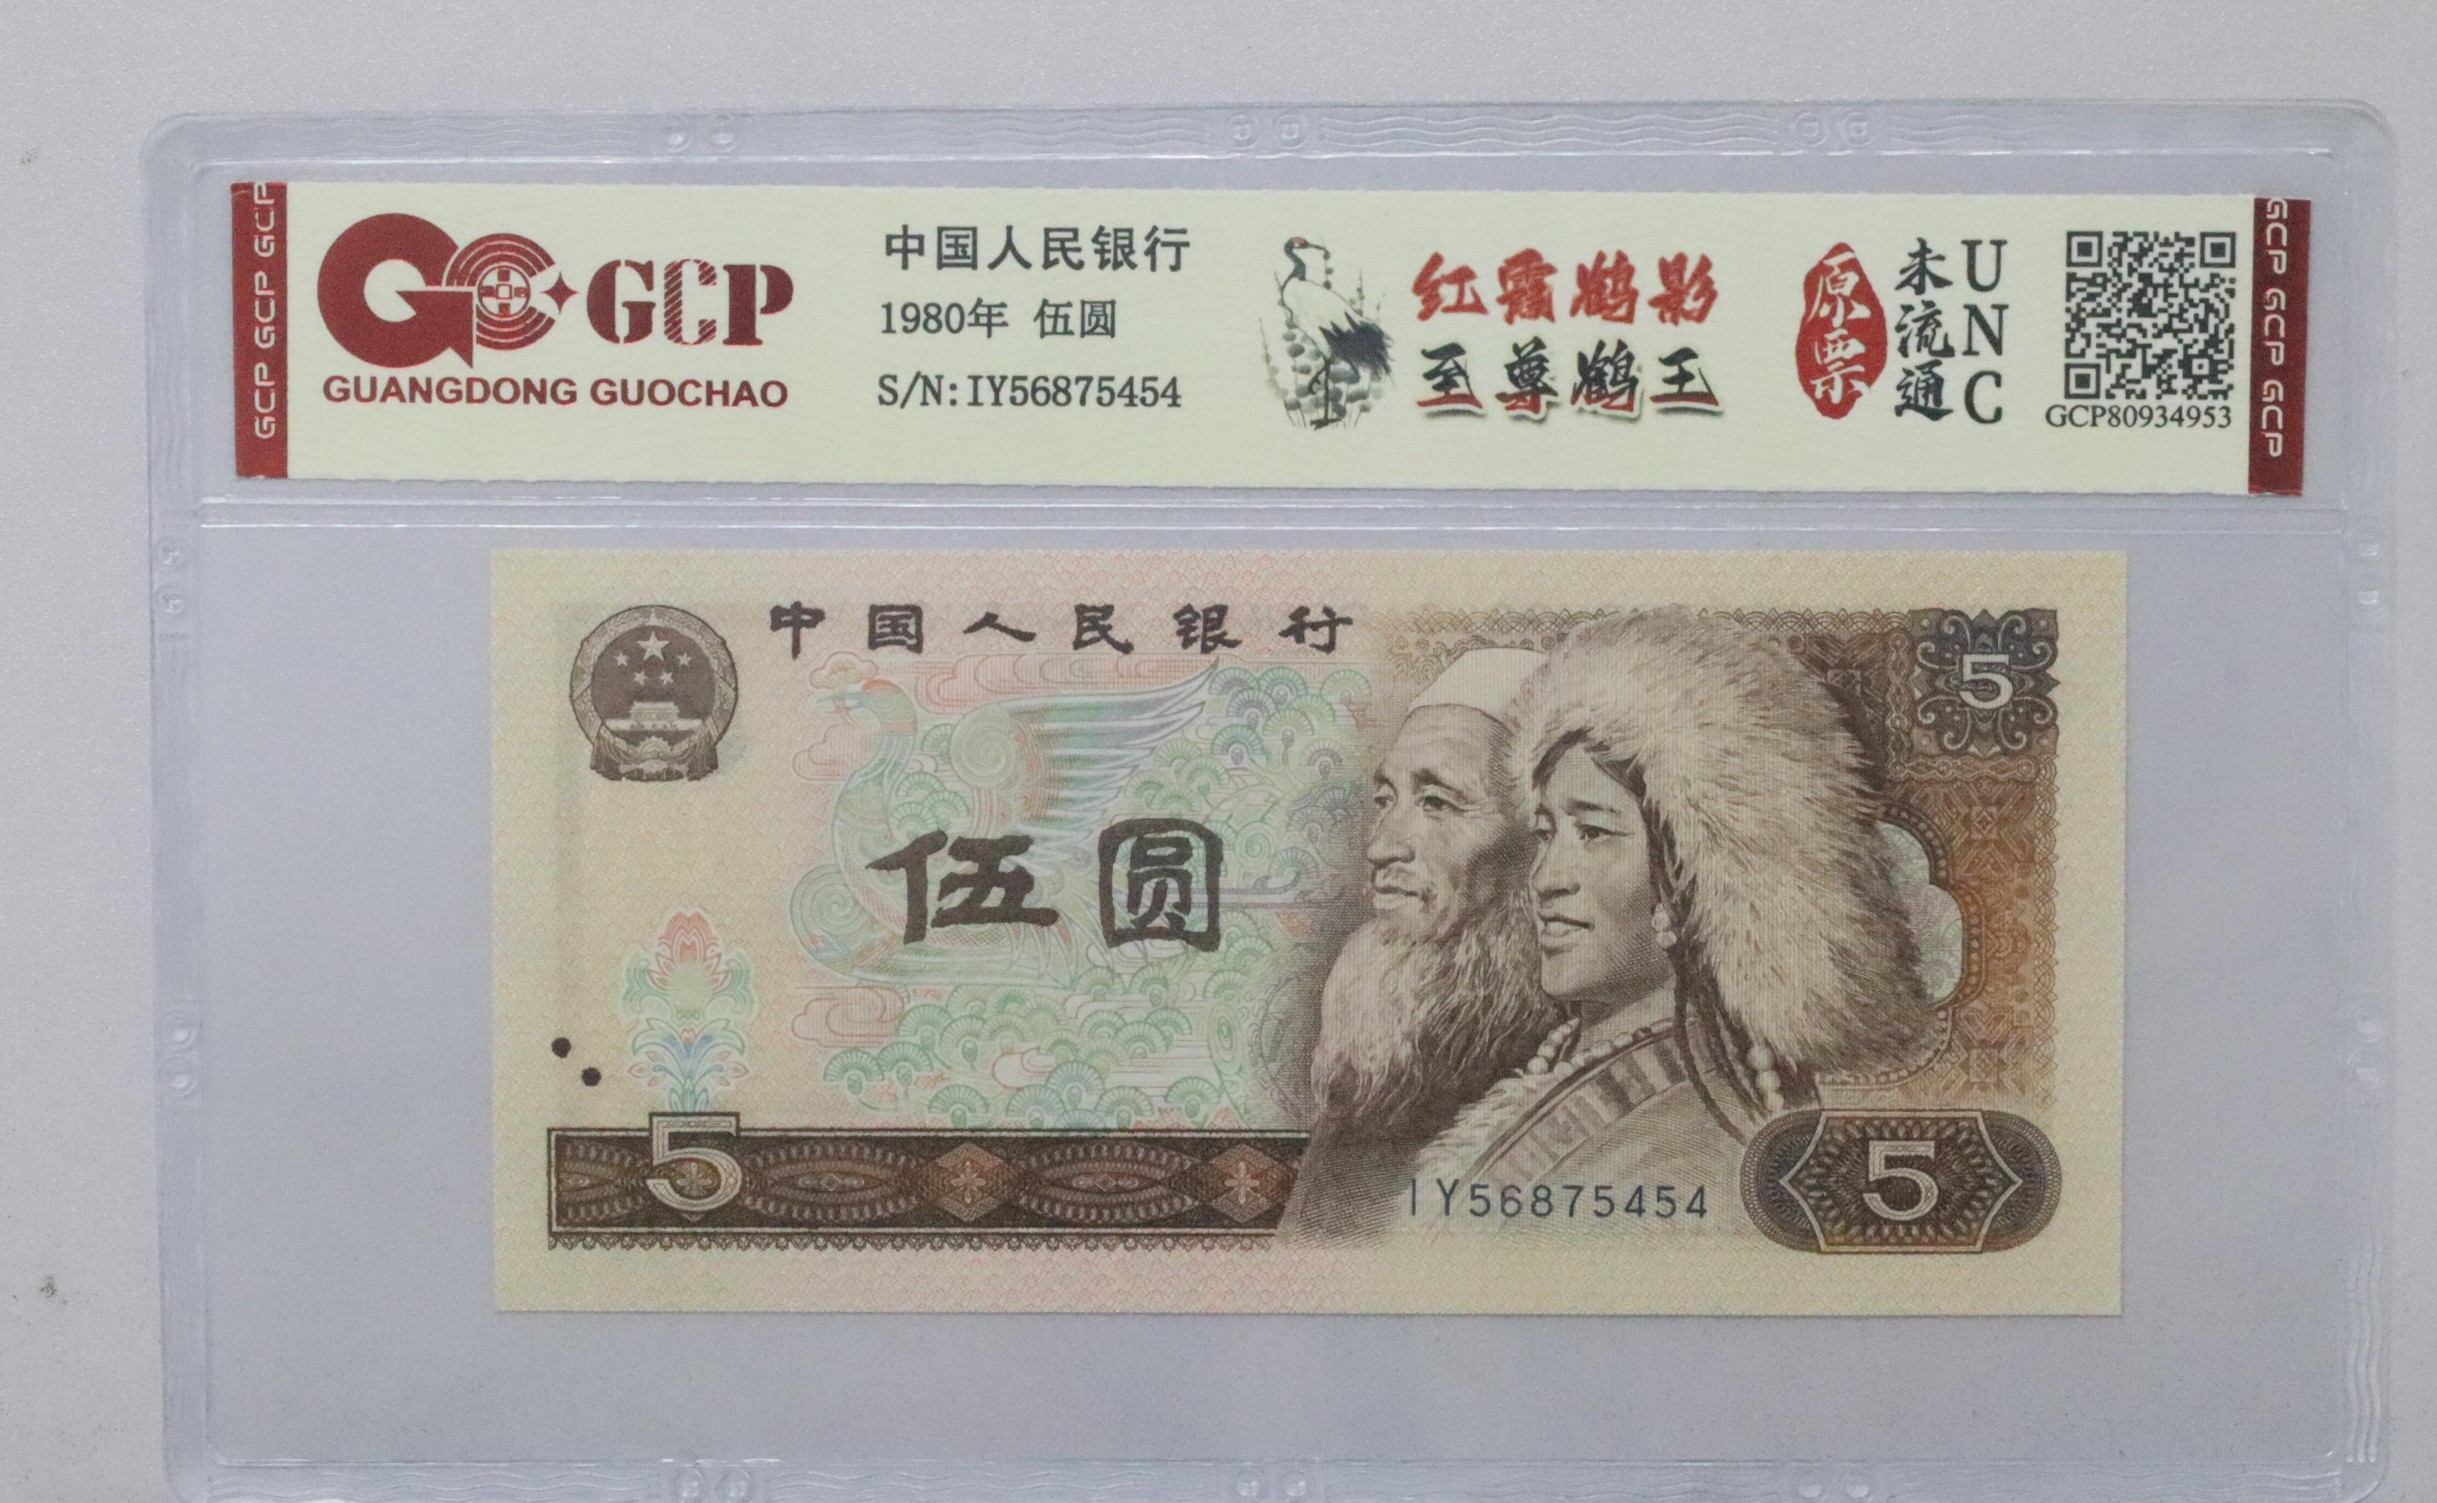 GCP GCP GCP
GCP
GUANGDONG GUOCHAO
中国人民银行
1980年 伍圆
S/N:IY56875454
红霞鹤影
至尊鹤王
原票
未流通
UNC
GCP80934953
GCP GCP GCP
中国人民银行
5
伍圆
5
IY56875454
5